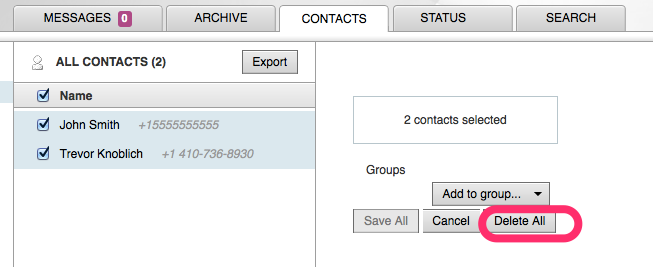 MESSAGES 0 ARCHIVE CONTACTS STATUS SEARCH
ALL CONTACTS (2) Export
Name
John Smith +15555555555
Trevor Knoblich +1 410-736-8930
2 contacts selected
Groups
Add to group...
Save All Cancel Delete All